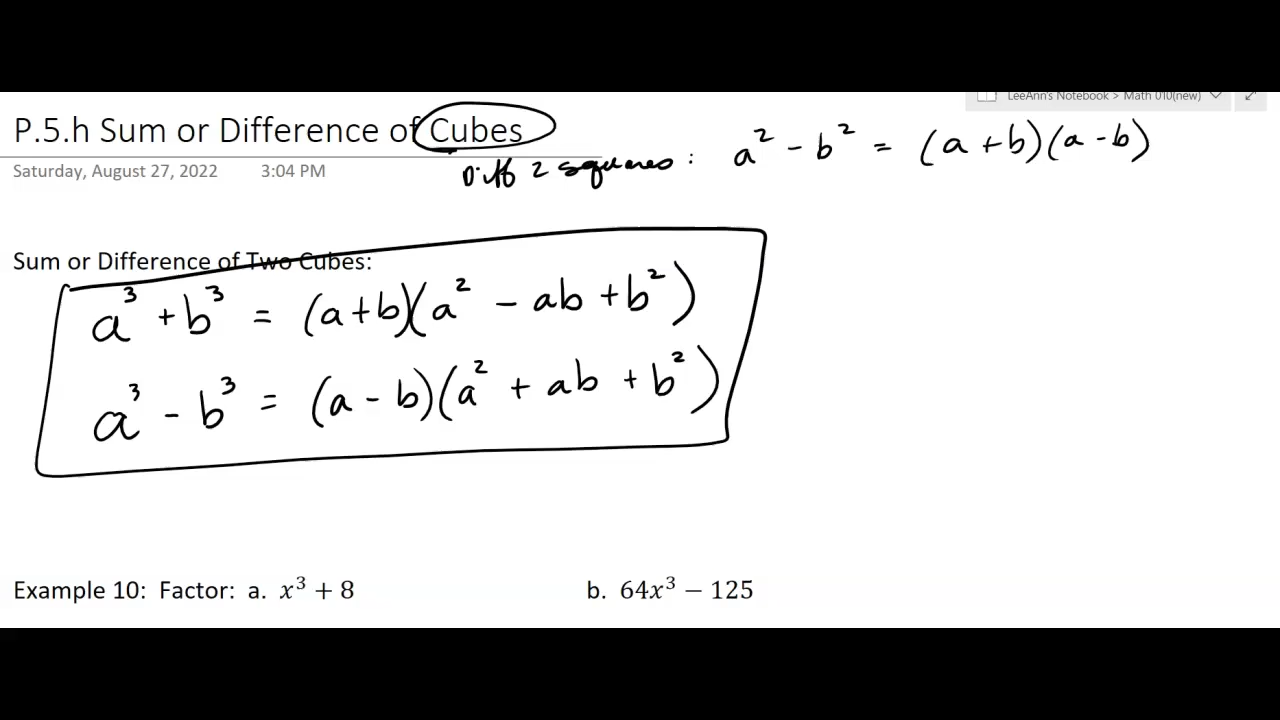 LeeAnn's Notebook > Math 010(new)
P.5.h Sum or Difference of Cubes
Saturday, August 27, 2022 3:04 PM
Diff 2 squares : a² - b² = (a+b)(a-b)
Sum or Difference of Two Cubes:
a³ + b³ = (a+b)(a² - ab + b²)
a³ - b³ = (a - b)(a² + ab + b²)
Example 10: Factor: a. x³ + 8 b. 64x³ − 125